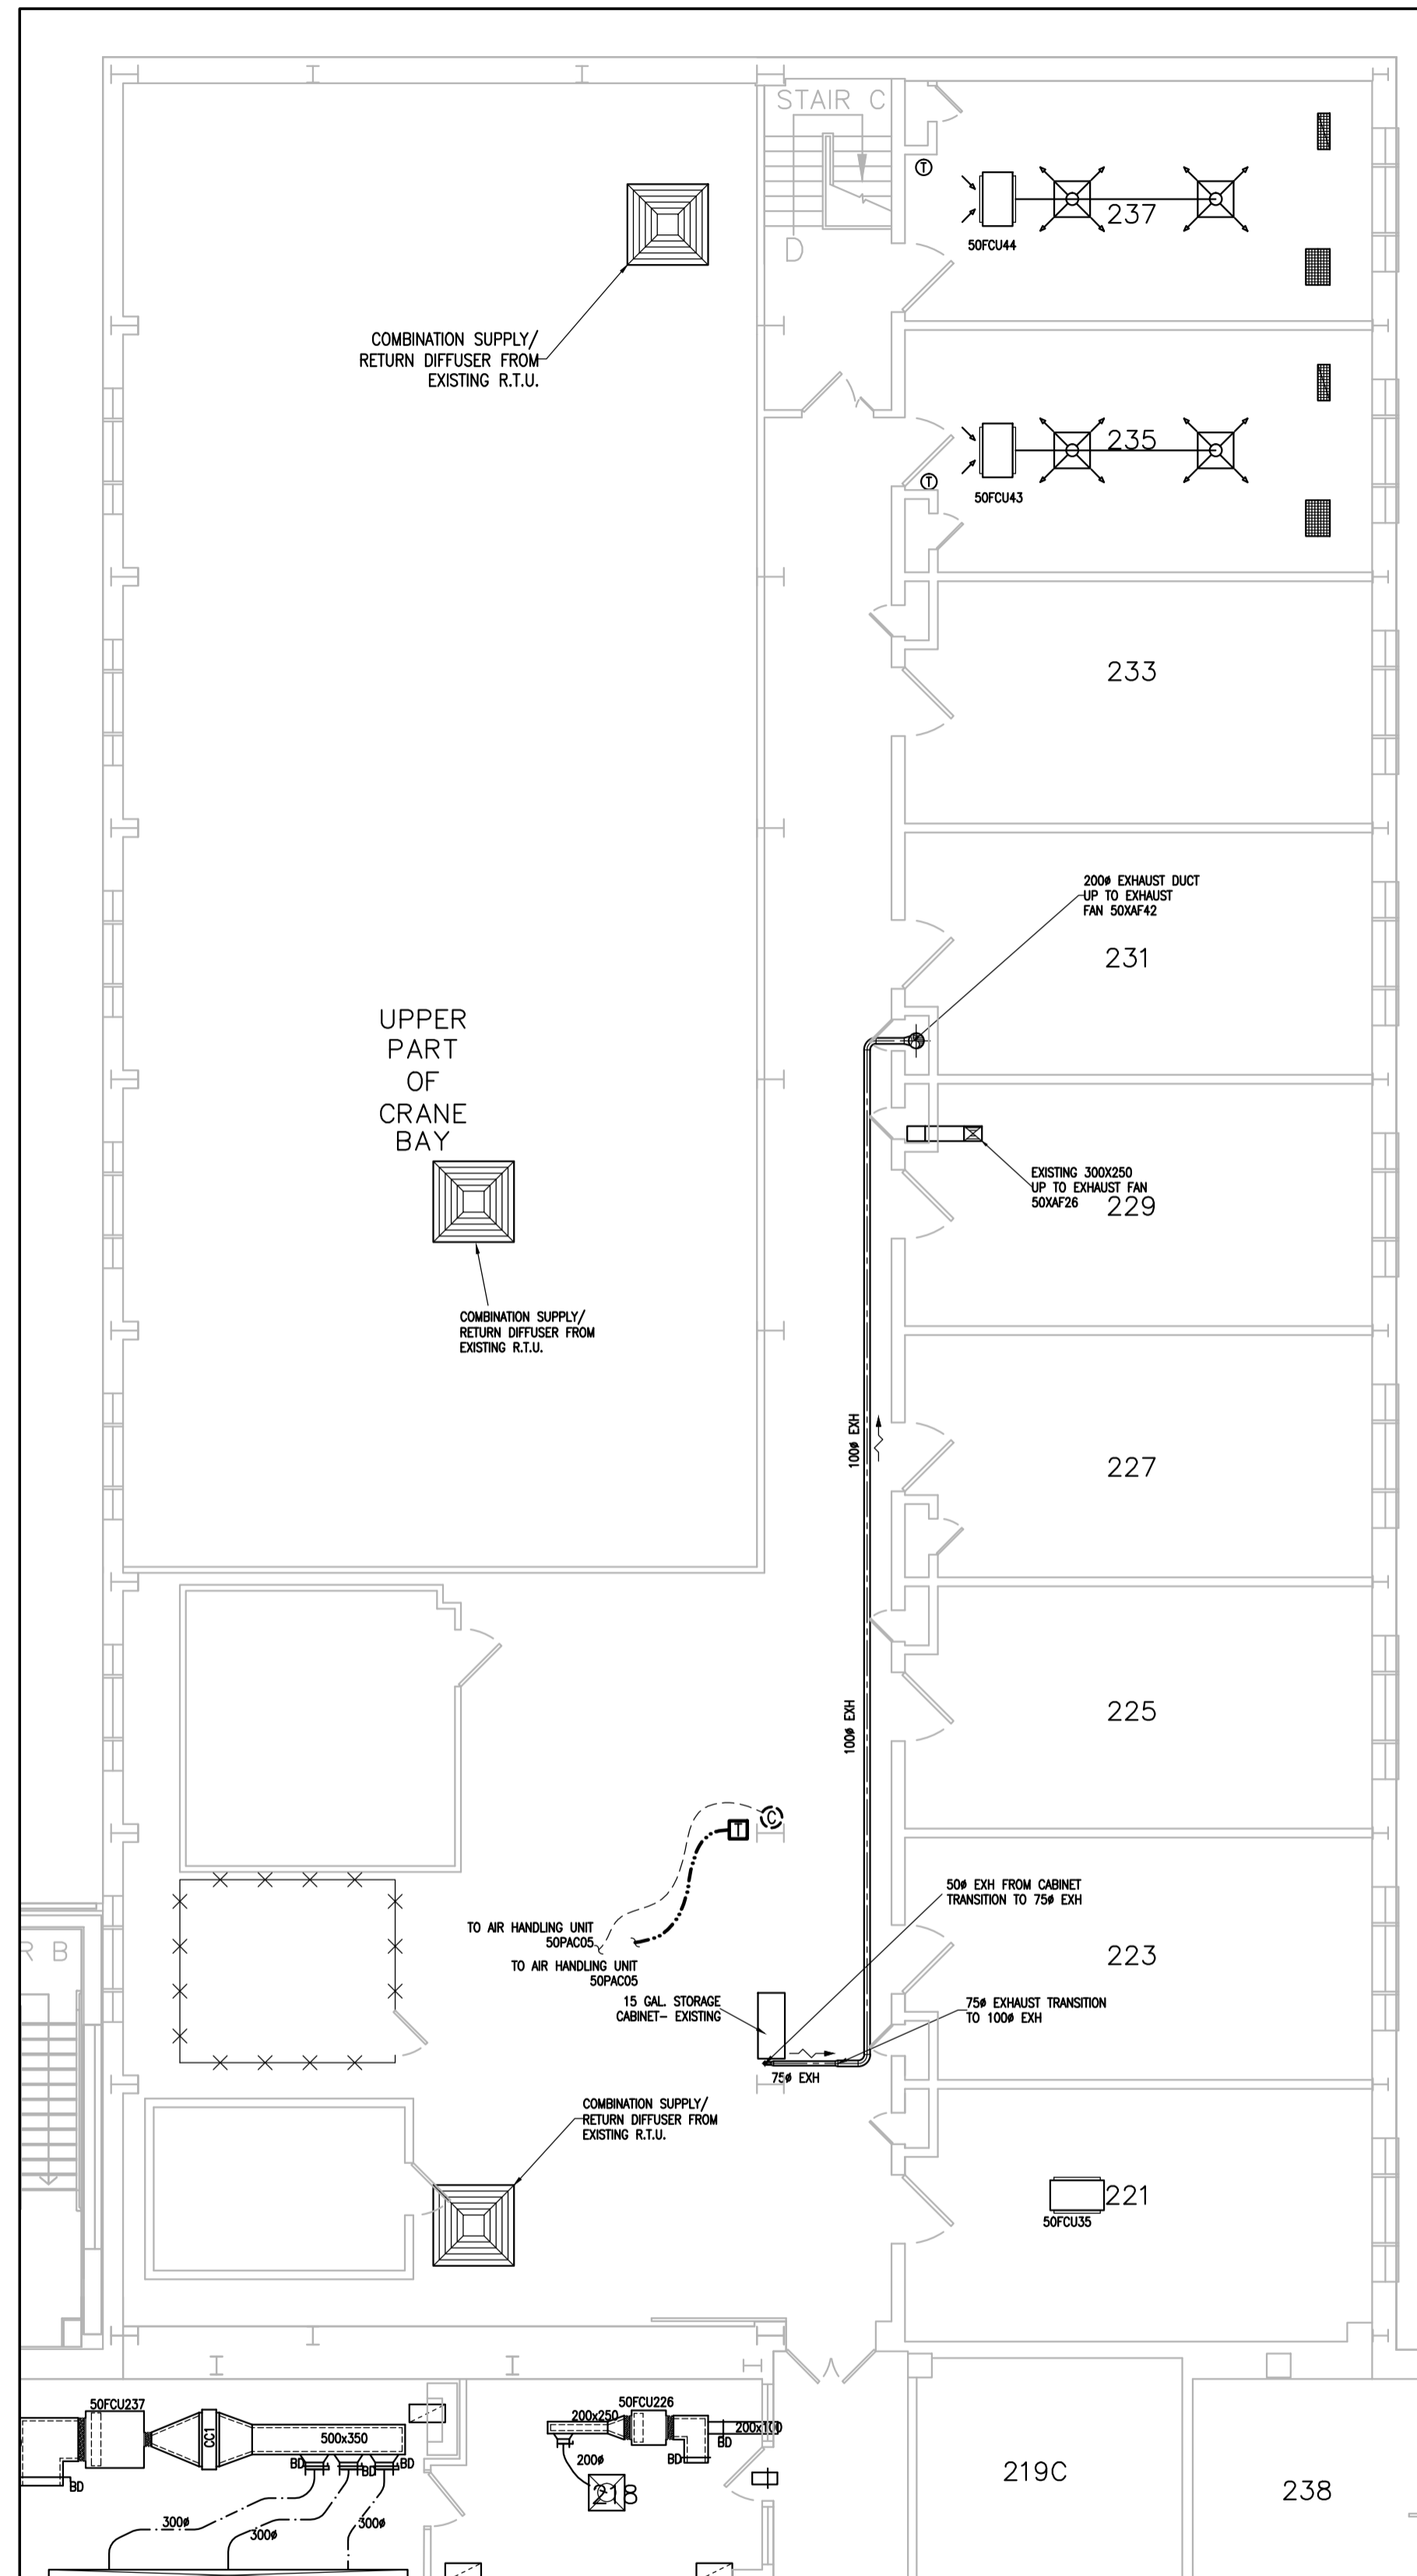 STAIR C
D
T
50FCU44
237
COMBINATION SUPPLY/
RETURN DIFFUSER FROM
EXISTING R.T.U.
T
50FCU43
235
233
200ø EXHAUST DUCT
UP TO EXHAUST
FAN 50XAF42
231
UPPER
PART
OF
CRANE
BAY
EXISTING 300X250
UP TO EXHAUST FAN
50XAF26
229
COMBINATION SUPPLY/
RETURN DIFFUSER FROM
EXISTING R.T.U.
100ø EXH
227
100ø EXH
225
C
T
50ø EXH FROM CABINET
TRANSITION TO 75ø EXH
TO AIR HANDLING UNIT
50PAC05
TO AIR HANDLING UNIT
50PAC05
R B
223
15 GAL. STORAGE
CABINET- EXISTING
75ø EXHAUST TRANSITION
TO 100ø EXH
75ø EXH
COMBINATION SUPPLY/
RETURN DIFFUSER FROM
EXISTING R.T.U.
221
50FCU35
50FCU237
50FCU226
200x250
200x100
CC1
500x350
BD
BD
BD
BD
BD
BD
200ø
218
219C
238
300ø
300ø
300ø